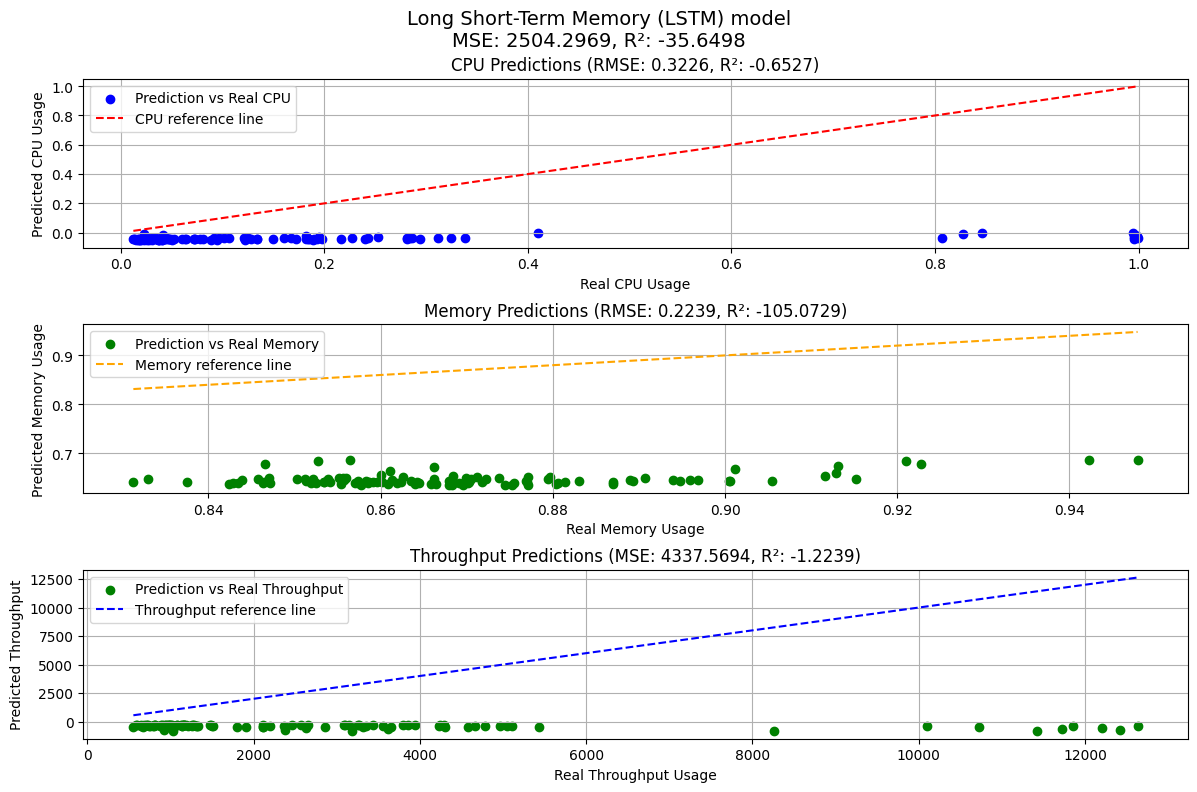 Long Short-Term Memory (LSTM) model
MSE: 2504.2969, R²: -35.6498
CPU Predictions (RMSE: 0.3226, R²: -0.6527)
Predicted CPU Usage
1.0
0.8
0.6
0.4
0.2
0.0
Prediction vs Real CPU
CPU reference line
0.0 0.2 0.4 0.6 0.8 1.0
Real CPU Usage
Memory Predictions (RMSE: 0.2239, R²: -105.0729)
Predicted Memory Usage
0.9
0.8
0.7
Prediction vs Real Memory
Memory reference line
0.84 0.86 0.88 0.90 0.92 0.94
Real Memory Usage
Throughput Predictions (MSE: 4337.5694, R²: -1.2239)
Predicted Throughput
12500
10000
7500
5000
2500
0
Prediction vs Real Throughput
Throughput reference line
0 2000 4000 6000 8000 10000 12000
Real Throughput Usage